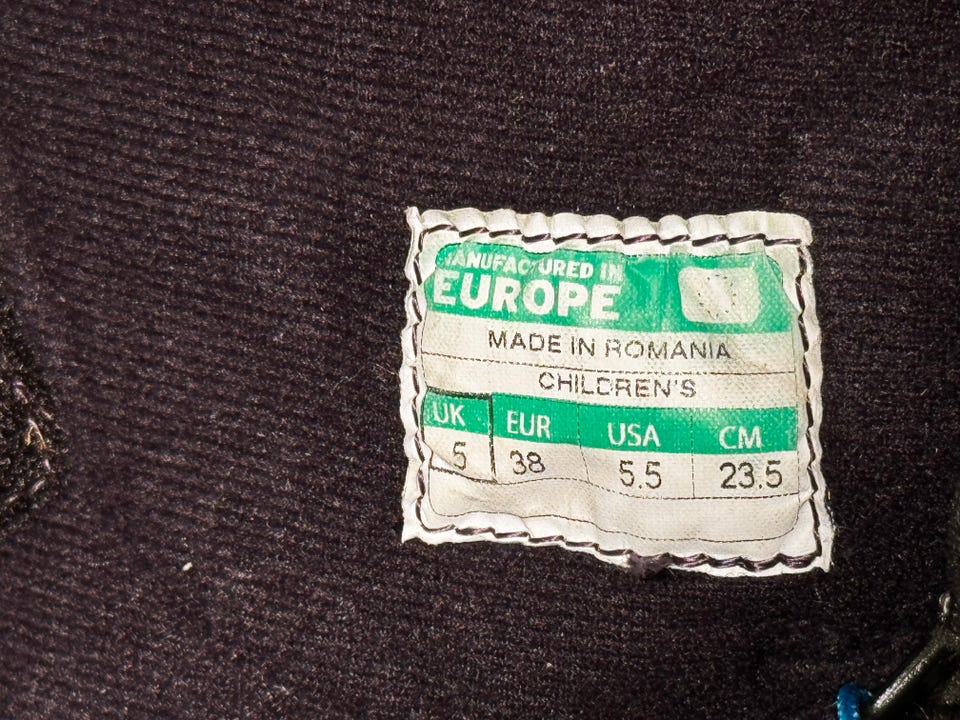 MANUFACTURED IN
EUROPE
MADE IN ROMANIA
CHILDREN'S
UK EUR USA CM
5 38 5.5 23.5